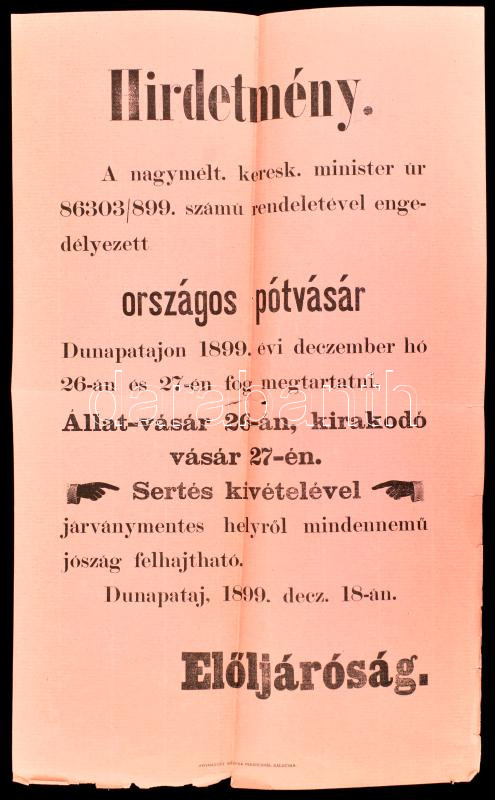 Hirdetmény.
A nagymélt. keresk. minister úr
86303/899. számú rendeletével enge-
délyezett
országos pótvásár
Dunapatajon 1899. évi deczember hó
26-án és 27-én fog megtartatni.
darabanth
Állat-vásár 26-án, kirakodó
vásár 27-én.
Sertés kivételével
járványmentes helyről mindennemű
jószág felhajtható.
Dunapataj, 1899. decz. 18-án.
Előljáróság.